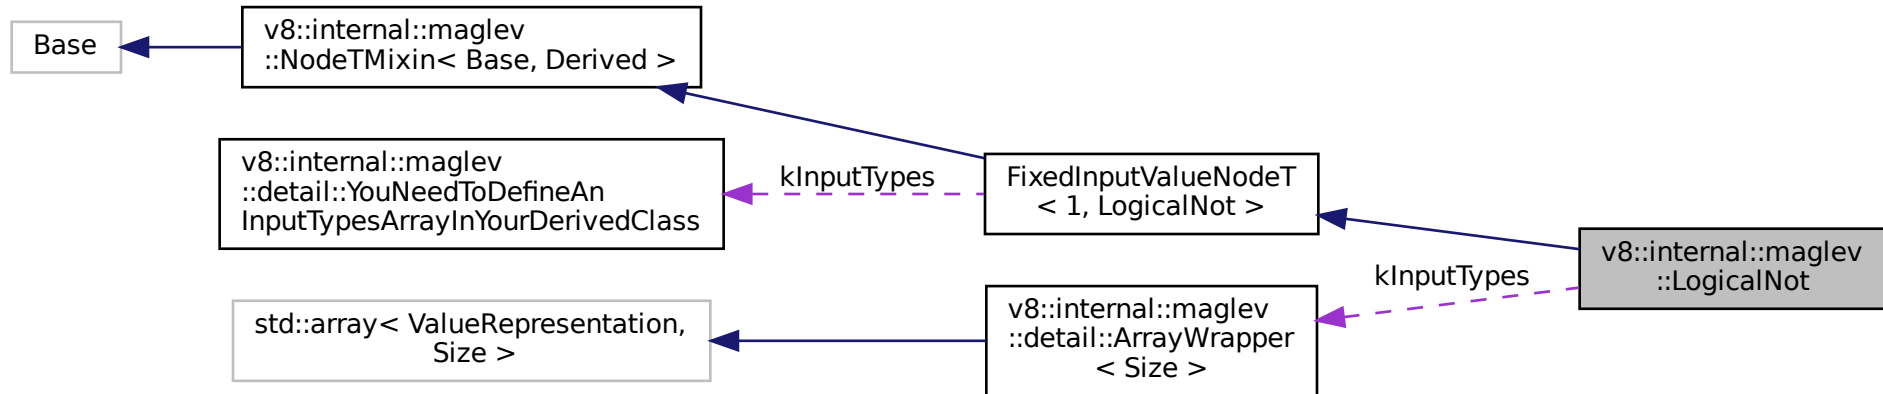 Base
v8::internal::maglev
::NodeTMixin< Base, Derived >
v8::internal::maglev
::detail::YouNeedToDefineAn
InputTypesArrayInYourDerivedClass
kInputTypes
FixedInputValueNodeT
< 1, LogicalNot >
v8::internal::maglev
::LogicalNot
kInputTypes
std::array< ValueRepresentation,
Size >
v8::internal::maglev
::detail::ArrayWrapper
< Size >